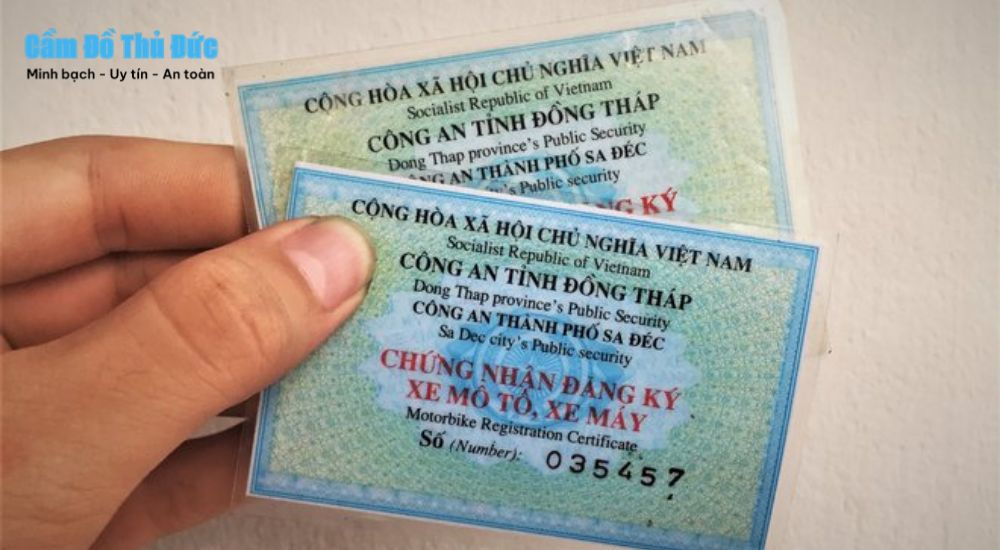 Cầm Đồ Thủ Đức
Minh bạch - Uy tín - An toàn
CỘNG HÒA XÃ HỘI CHỦ NGHĨA VIỆT NAM
Socialist Republic of Vietnam
CÔNG AN TỈNH ĐỒNG THÁP
Dong Thap province's Public Security
CÔNG AN THÀNH PHỐ SA ĐÉC
city's Public security
KÝ
CỘNG HÒA XÃ HỘI CHỦ NGHĨA VIỆT NAM
Socialist Republic of Vietnam
CÔNG AN TỈNH ĐỒNG THÁP
Dong Thap province's Public Security
CÔNG AN THÀNH PHỐ SA ĐÉC
Sa Dec city's Public security
CHỨNG NHẬN ĐĂNG KÝ
XE MÔ TÔ, XE MÁY
Motorbike Registration Certificate
Số (Number): 035457